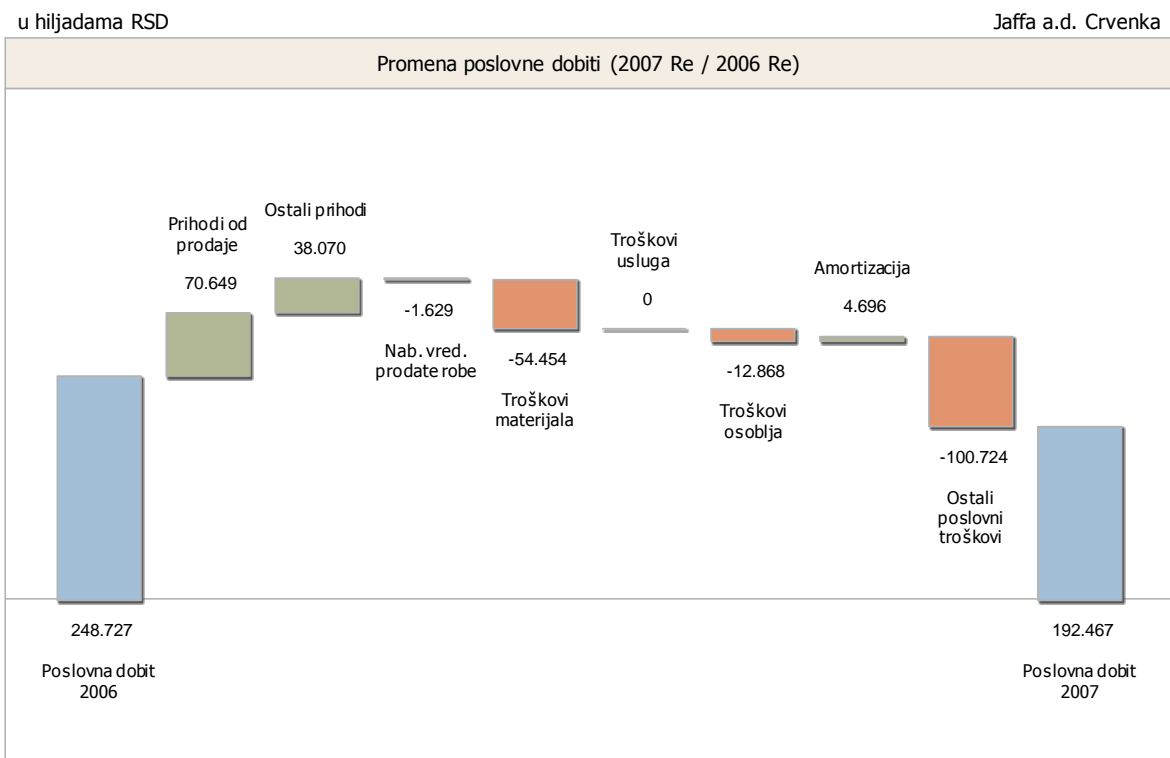 u hiljadama RSD
Jaffa a.d. Crvenka
Promena poslovne dobiti (2007 Re / 2006 Re)
Prihodi od
prodaje
70.649
Ostali prihodi
38.070
-1.629
Nab. vred.
prodate robe
-54.454
Troškovi
materijala
Troškovi
usluga
0
-12.868
Troškovi
osoblja
Amortizacija
4.696
-100.724
Ostali
poslovni
troškovi
248.727
Poslovna dobit
2006
192.467
Poslovna dobit
2007